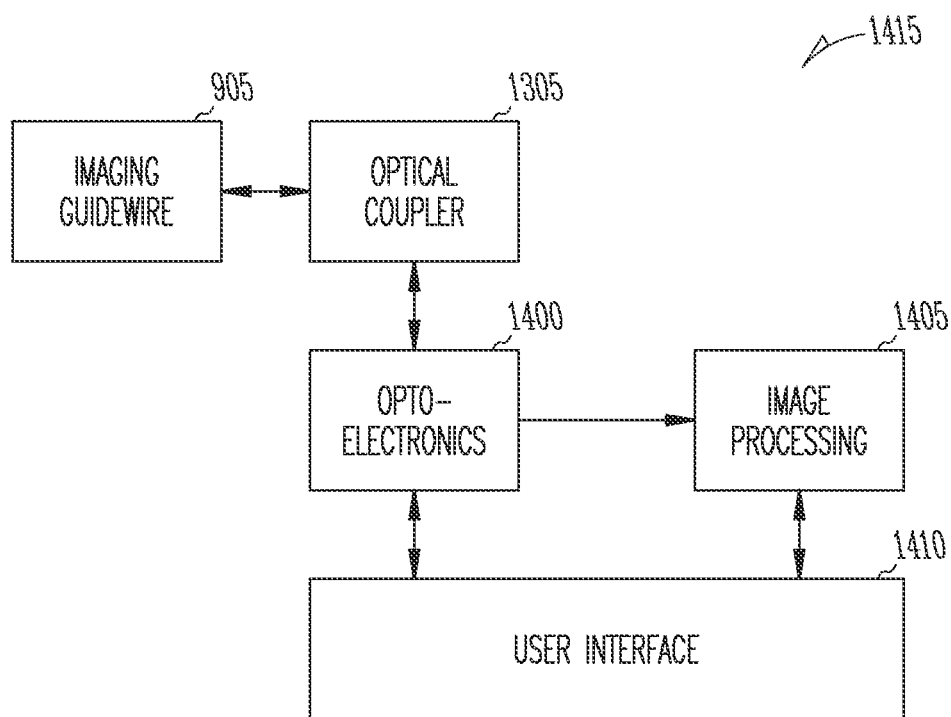 1415
905
1305
IMAGING
GUIDEWIRE
OPTICAL
COUPLER
1400
1405
OPTO-
ELECTRONICS
IMAGE
PROCESSING
1410
USER INTERFACE